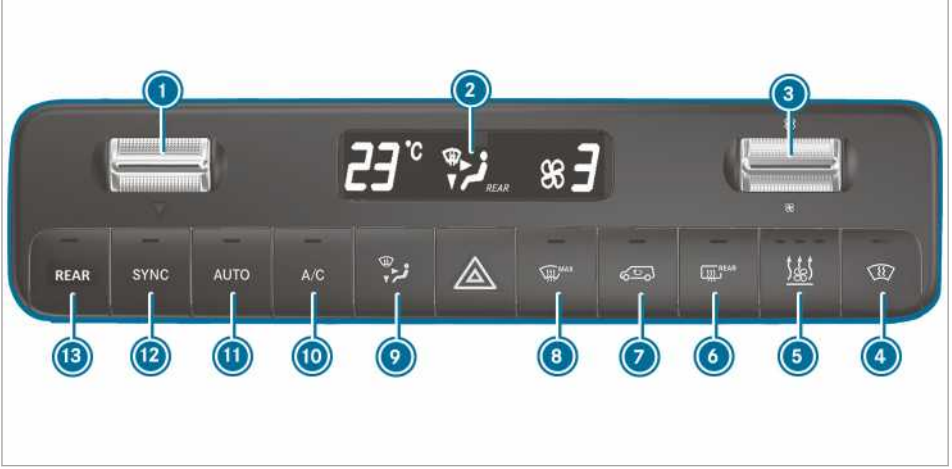 1 2 3
23 °C REAR 3
REAR SYNC AUTO A/C MAX REAR
13 12 11 10 9 8 7 6 5 4